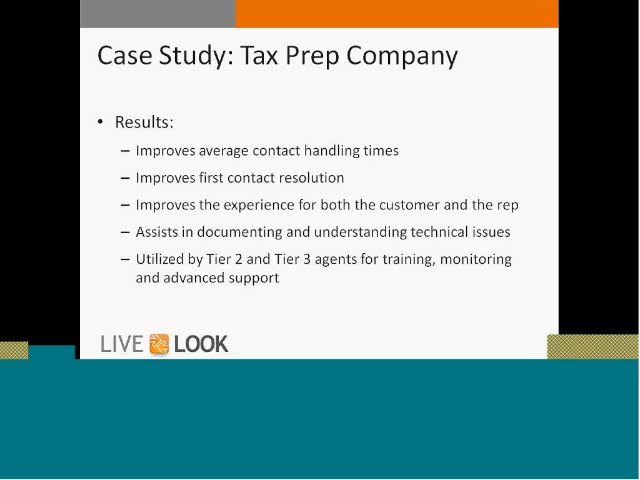 Case Study: Tax Prep Company
• Results:
– Improves average contact handling times
– Improves first contact resolution
– Improves the experience for both the customer and the rep
– Assists in documenting and understanding technical issues
– Utilized by Tier 2 and Tier 3 agents for training, monitoring
and advanced support
LIVE LOOK